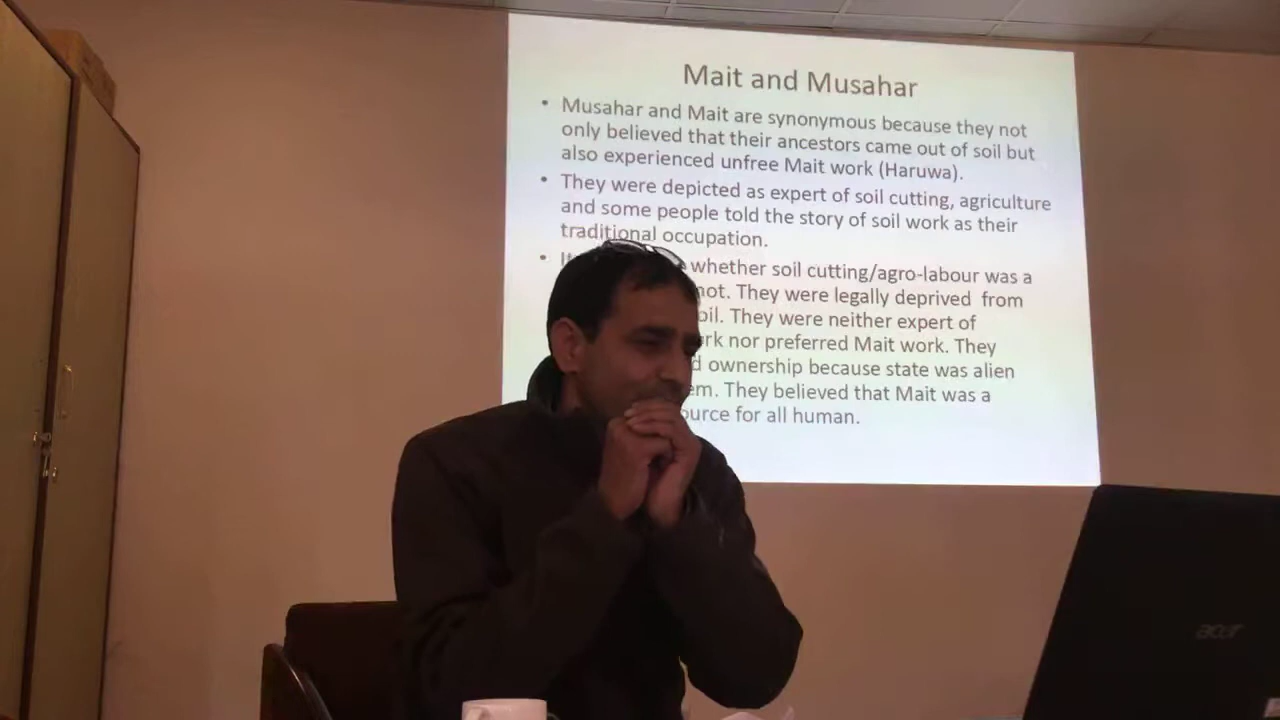 Mait and Musahar
• Musahar and Mait are synonymous because they not
only believed that their ancestors came out of soil but
also experienced unfree Mait work (Haruwa).
• They were depicted as expert of soil cutting, agriculture
and some people told the story of soil work as their
traditional occupation.
• whether soil cutting/agro-labour was a
not. They were legally deprived from
They were neither expert of
nor preferred Mait work. They
ownership because state was alien
They believed that Mait was a
for all human.
acer